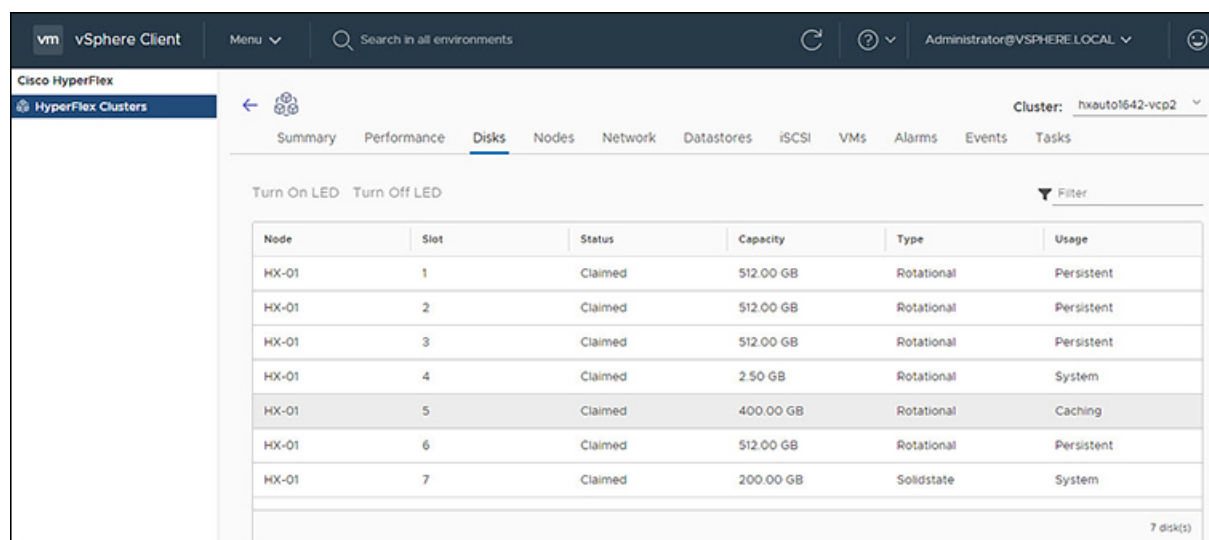 vm vSphere Client Menu Search in all environments Administrator@VSPHERE.LOCAL
Cisco HyperFlex
HyperFlex Clusters
Cluster: hxauto1642-vcp2
Summary Performance Disks Nodes Network Datastores iSCSI VMs Alarms Events Tasks
Turn On LED Turn Off LED Filter
Node Slot Status Capacity Type Usage
HX-01 1 Claimed 512.00 GB Rotational Persistent
HX-01 2 Claimed 512.00 GB Rotational Persistent
HX-01 3 Claimed 512.00 GB Rotational Persistent
HX-01 4 Claimed 2.50 GB Rotational System
HX-01 5 Claimed 400.00 GB Rotational Caching
HX-01 6 Claimed 512.00 GB Rotational Persistent
HX-01 7 Claimed 200.00 GB Solidstate System
7 disk(s)